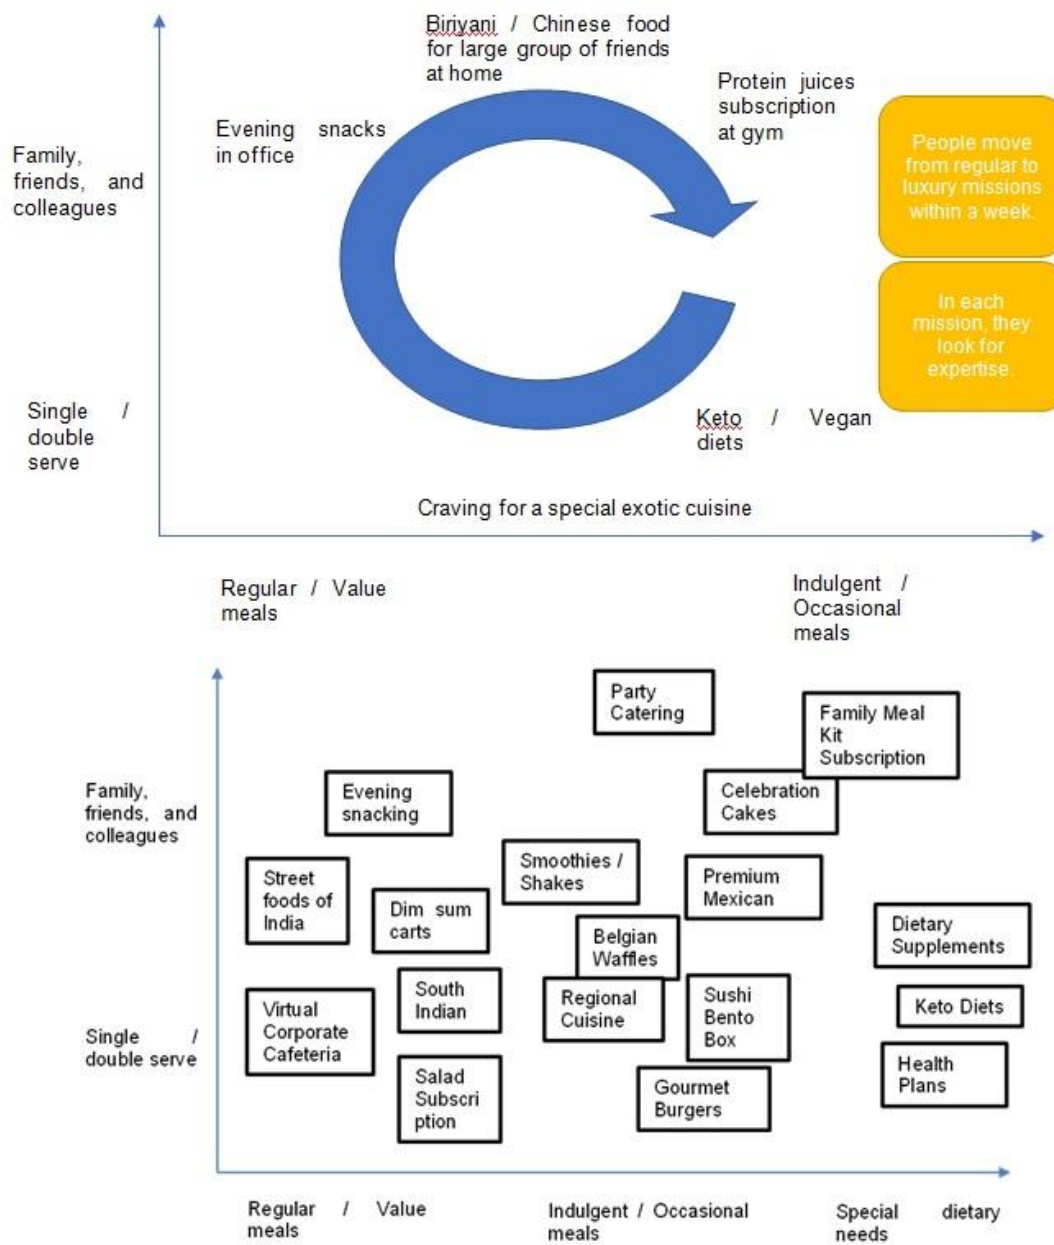 Biriyani / Chinese food
for large group of friends
at home
Protein juices
subscription
at gym
Evening snacks
in office
Family,
friends, and
colleagues
People move
from regular to
luxury missions
within a week.
In each
mission, they
look for
expertise.
Single /
double
serve
Keto / Vegan
diets
Craving for a special exotic cuisine
Regular / Value
meals
Indulgent /
Occasional
meals
Party
Catering
Family Meal
Kit
Subscription
Family,
friends, and
colleagues
Evening
snacking
Celebration
Cakes
Smoothies /
Shakes
Premium
Mexican
Street
foods of
India
Dim sum
carts
Belgian
Waffles
Dietary
Supplements
Single /
double serve
Virtual
Corporate
Cafeteria
South
Indian
Regional
Cuisine
Sushi
Bento
Box
Keto Diets
Salad
Subscri
ption
Gourmet
Burgers
Health
Plans
Regular / Value
meals
Indulgent / Occasional
meals
Special dietary
needs